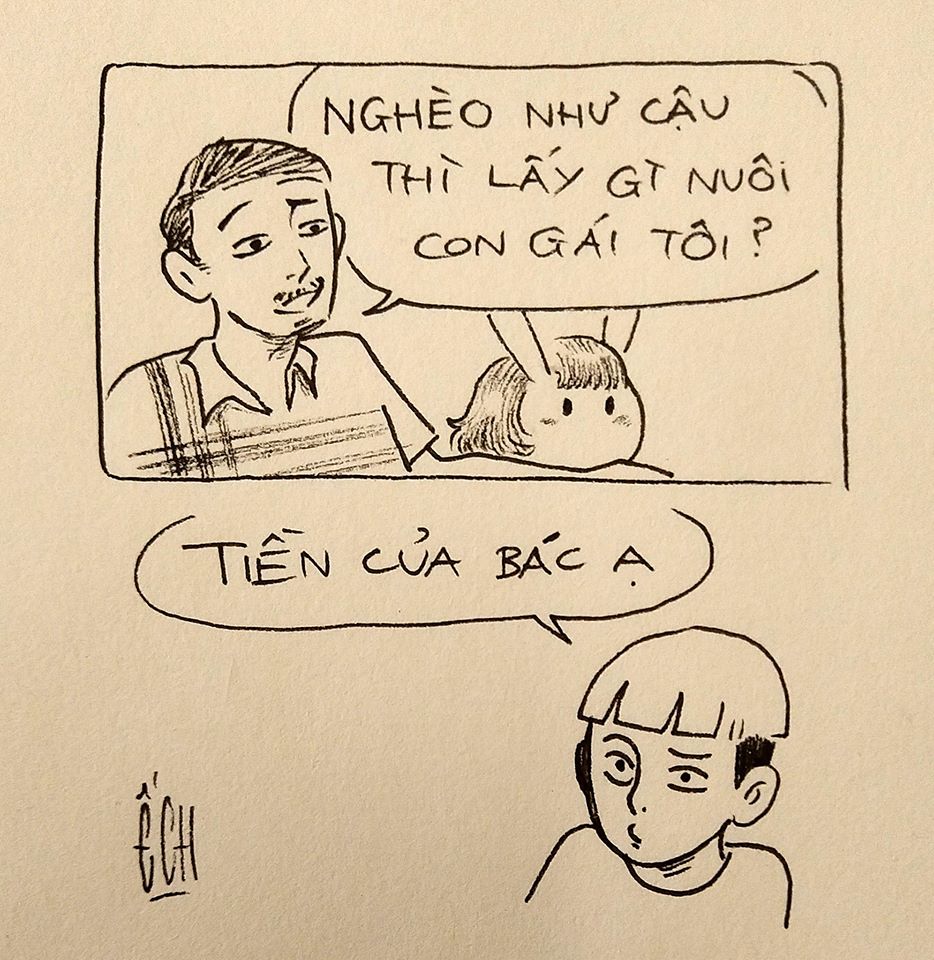 NGHÈO NHƯ CẬU
THÌ LẤY GÌ NUÔI
CON GÁI TÔI?
TIỀN CỦA BÁC Ạ
ẾCH